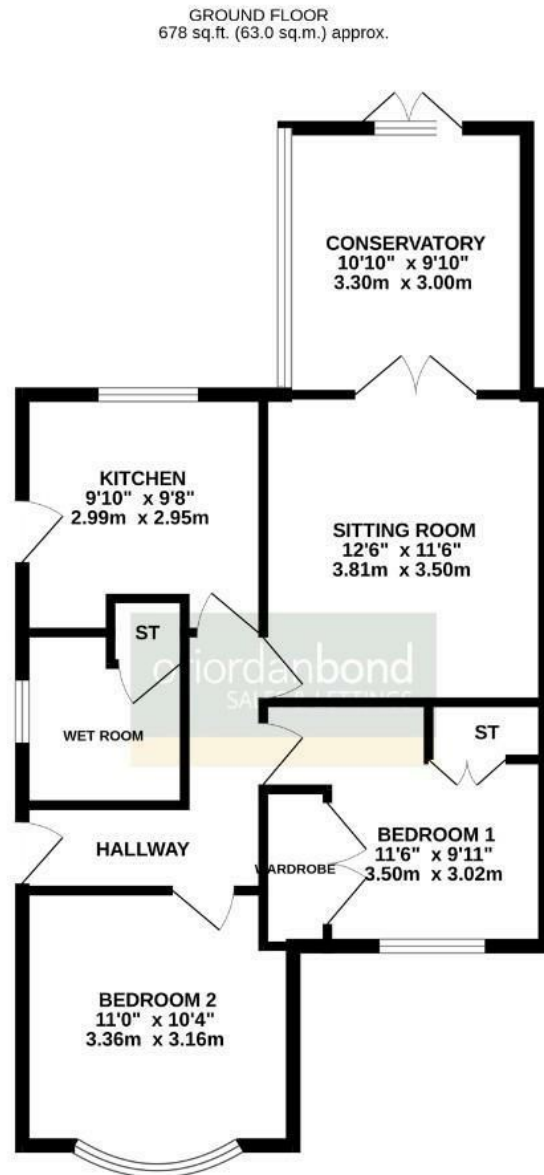 GROUND FLOOR
678 sq.ft. (63.0 sq.m.) approx.
CONSERVATORY
10'10" x 9'10"
3.30m x 3.00m
KITCHEN
9'10" x 9'8"
2.99m x 2.95m
SITTING ROOM
12'6" x 11'6"
3.81m x 3.50m
ST
oriordanbond
SALES & LETTINGS
WET ROOM
ST
HALLWAY
BEDROOM 1
11'6" x 9'11"
3.50m x 3.02m
WARDROBE
BEDROOM 2
11'0" x 10'4"
3.36m x 3.16m